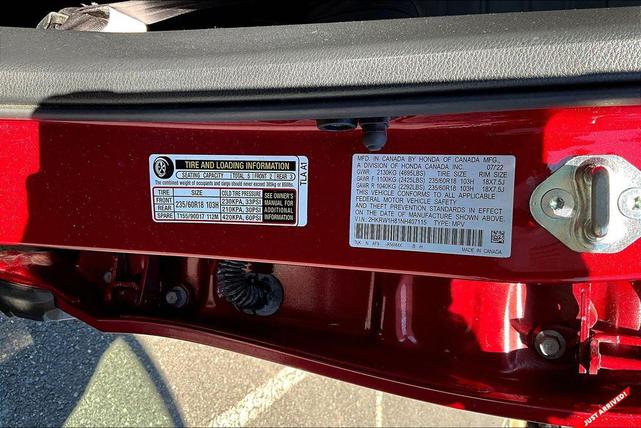 TIRE AND LOADING INFORMATION
SEATING CAPACITY TOTAL 5 FRONT 2 REAR 3
The combined weight of occupants and cargo should never exceed 385kg or 850lbs.
TIRE SIZE COLD TIRE PRESSURE
FRONT 235/60R18 103H 230KPA, 33PSI
REAR 210KPA, 30PSI
SPARE T155/90D17 112M 420KPA, 60PSI
SEE OWNER'S MANUAL FOR ADDITIONAL INFORMATION
TLA A1
MFD. IN CANADA BY HONDA OF CANADA MFG.,
A DIVISION OF HONDA CANADA INC. 07/22
GVWR 2130KG (4695LBS) TIRE SIZE RIM SIZE
GAWR F 1100KG (2425LBS) 235/60R18 103H 18X7.5J
GAWR R 1040KG (2292LBS) 235/60R18 103H 18X7.5J
THIS VEHICLE CONFORMS TO ALL APPLICABLE
FEDERAL MOTOR VEHICLE SAFETY
AND BUMPER STANDARDS IN EFFECT
ON THE DATE OF MANUFACTURE SHOWN ABOVE.
V.I.N.: 2HKRW1H81NH407115 TYPE: MPV
MADE IN CANADA
JUST ARRIVED!